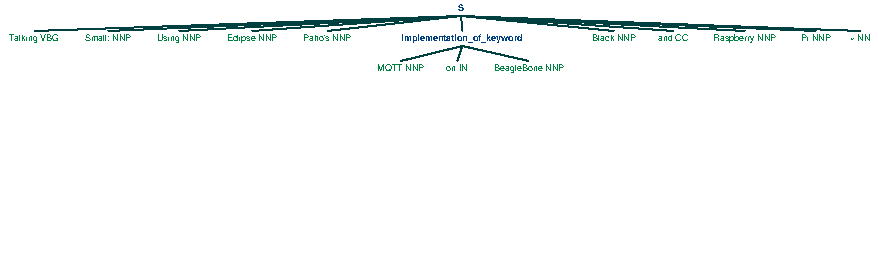 S
Talking VBG Small: NNP Using NNP Eclipse NNP Paho's NNP Implementation_of_keyword Black NNP and CC Raspberry NNP Pi NNP - NN
MQTT NNP on IN BeagleBone NNP